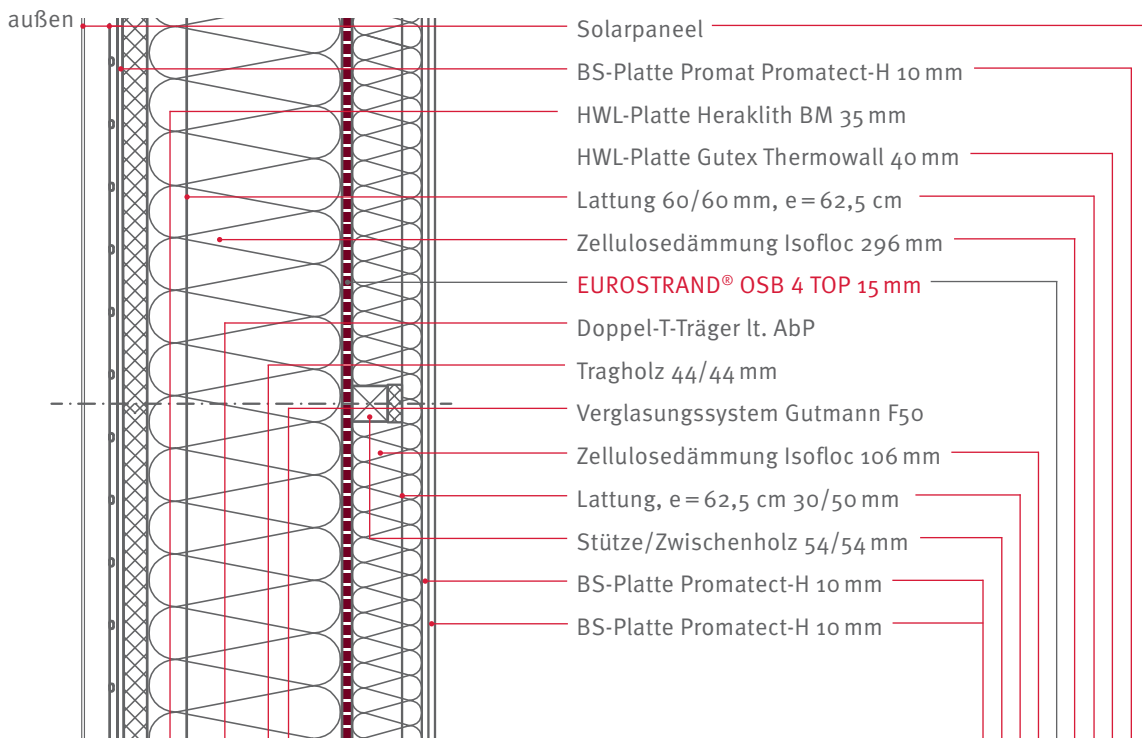 außen
Solarpaneel
BS-Platte Promat Promatect-H 10 mm
HWL-Platte Heraklith BM 35 mm
HWL-Platte Gutex Thermowall 40 mm
Lattung 60/60 mm, e = 62,5 cm
Zellulosedämmung Isofloc 296 mm
EUROSTRAND® OSB 4 TOP 15 mm
Doppel-T-Träger lt. AbP
Tragholz 44/44 mm
Verglasungssystem Gutmann F50
Zellulosedämmung Isofloc 106 mm
Lattung, e = 62,5 cm 30/50 mm
Stütze/Zwischenholz 54/54 mm
BS-Platte Promatect-H 10 mm
BS-Platte Promatect-H 10 mm